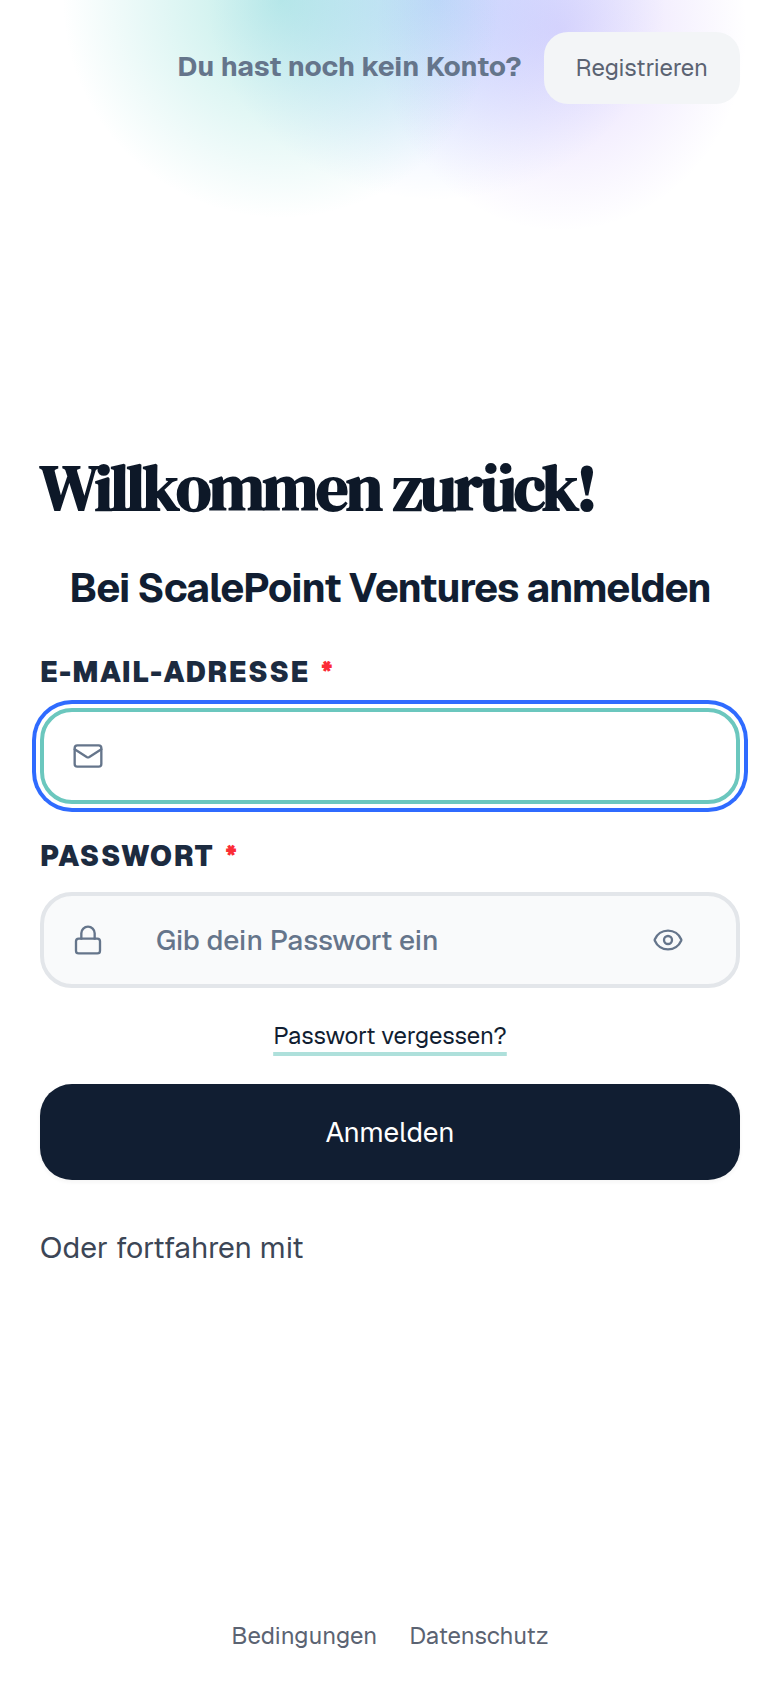 Du hast noch kein Konto?
Registrieren
Willkommen zurück!
Bei ScalePoint Ventures anmelden
E-MAIL-ADRESSE *
PASSWORT *
Gib dein Passwort ein
Passwort vergessen?
Anmelden
Oder fortfahren mit
Bedingungen Datenschutz